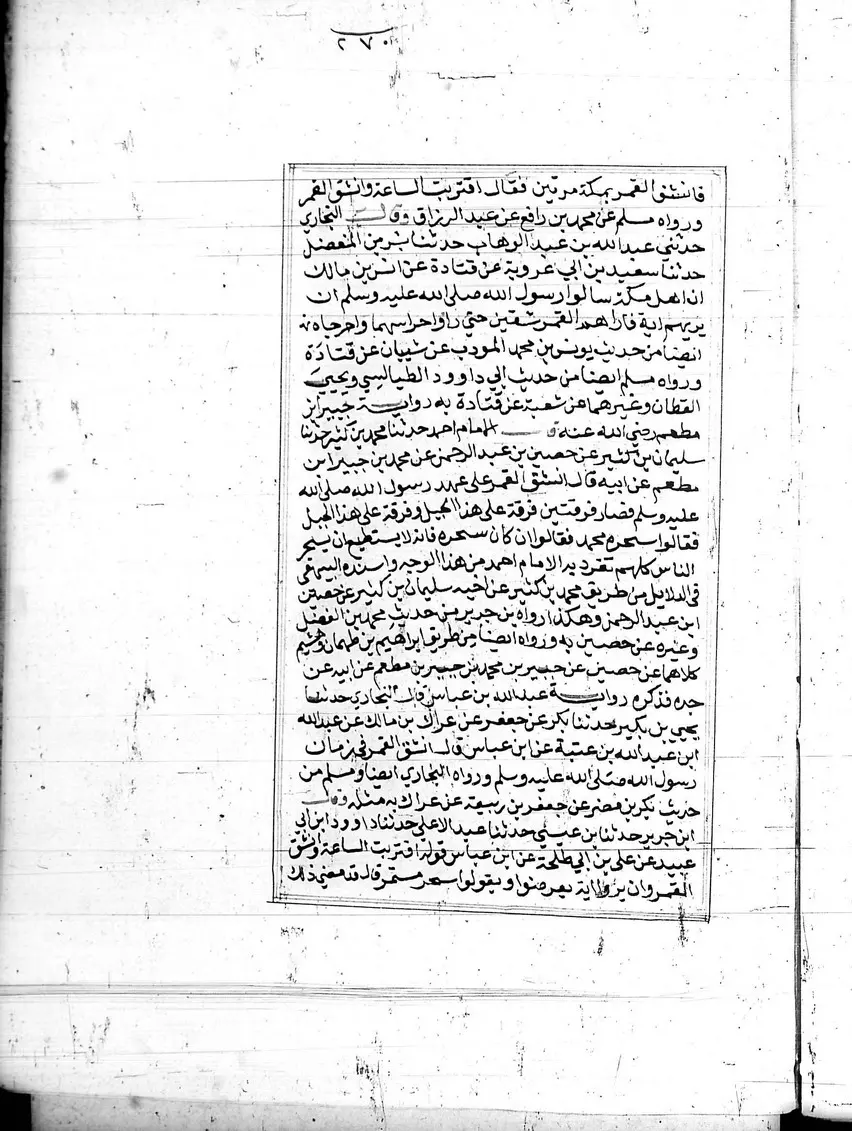 ٢٧٠
فانشق القمر بمكة مرتين فقال اقتربت الساعة وانشق القمر
ورواه مسلم عن محمد بن رافع عن عبد الرزاق وقال البخاري
حدثني عبد الله بن عبد الوهاب حدثنا بشر بن المفضل
حدثنا سعيد بن ابي عروبة عن قتادة عن انس بن مالك
ان اهل مكة سالوا رسول الله صلى الله عليه وسلم ان
يريهم اية فاراهم القمر شقين حتى راوا حرا بينهما واخرجاه
ايضا من حديث يونس بن محمد المودب عن شيبان عن قتادة
ورواه مسلم ايضا من حديث ابي داوود الطيالسي ويحيى
القطان وغيرهما عن شعبة عن قتادة به رواية جبير ابن
مطعم رضي الله عنه قال الامام احمد حدثنا محمد بن كثير حدثنا
سليمان بن كثير عن حصين بن عبد الرحمن عن محمد بن جبير ابن
مطعم عن ابيه قال انشق القمر على عهد رسول الله صلى الله
عليه وسلم فصار فرقتين فرقة على هذا الجبل وفرقة على هذا الجبل
فقالوا سحره محمد فقالوا ان كان سحره فانه لا يستطيع ان يسحر
الناس كلهم تفرد به الامام احمد من هذا الوجه واسنده البيهقي
في الدلايل من طريق محمد بن كثير عن اخيه سليمان بن كثير عن حصين
ابن عبد الرحمن وهكذا رواه بن جرير من حديث محمد بن الفضيل
وغيره عن حصين به ورواه ايضا من طريق ابراهيم بن طهمان وهشيم
كلاهما عن حصين عن جبير بن محمد بن جبير بن مطعم عن ابيه عن
جده فذكره رواية عبد الله بن عباس قال البخاري حدثنا
يحيى بن بكير حدثنا بكر عن جعفر عن عراك بن مالك عن عبد الله
ابن عبد الله بن عتبة عن ابن عباس قال انشق القمر في زمان
رسول الله صلى الله عليه وسلم ورواه البخاري ايضا ومسلم من
حديث بكر بن مضر عن جعفر بن ربيعة عن عراك به مثله وقال
ابن جرير حدثنا بن عيسى حدثنا عبد الاعلى حدثنا داوود ابن ابي
عبيد عن علي بن ابي طلحة عن ابن عباس قوله اقتربت الساعة وانشق
القمر وان يروا اية يعرضوا ويقولوا سحر مستمر قال قد مضى ذلك